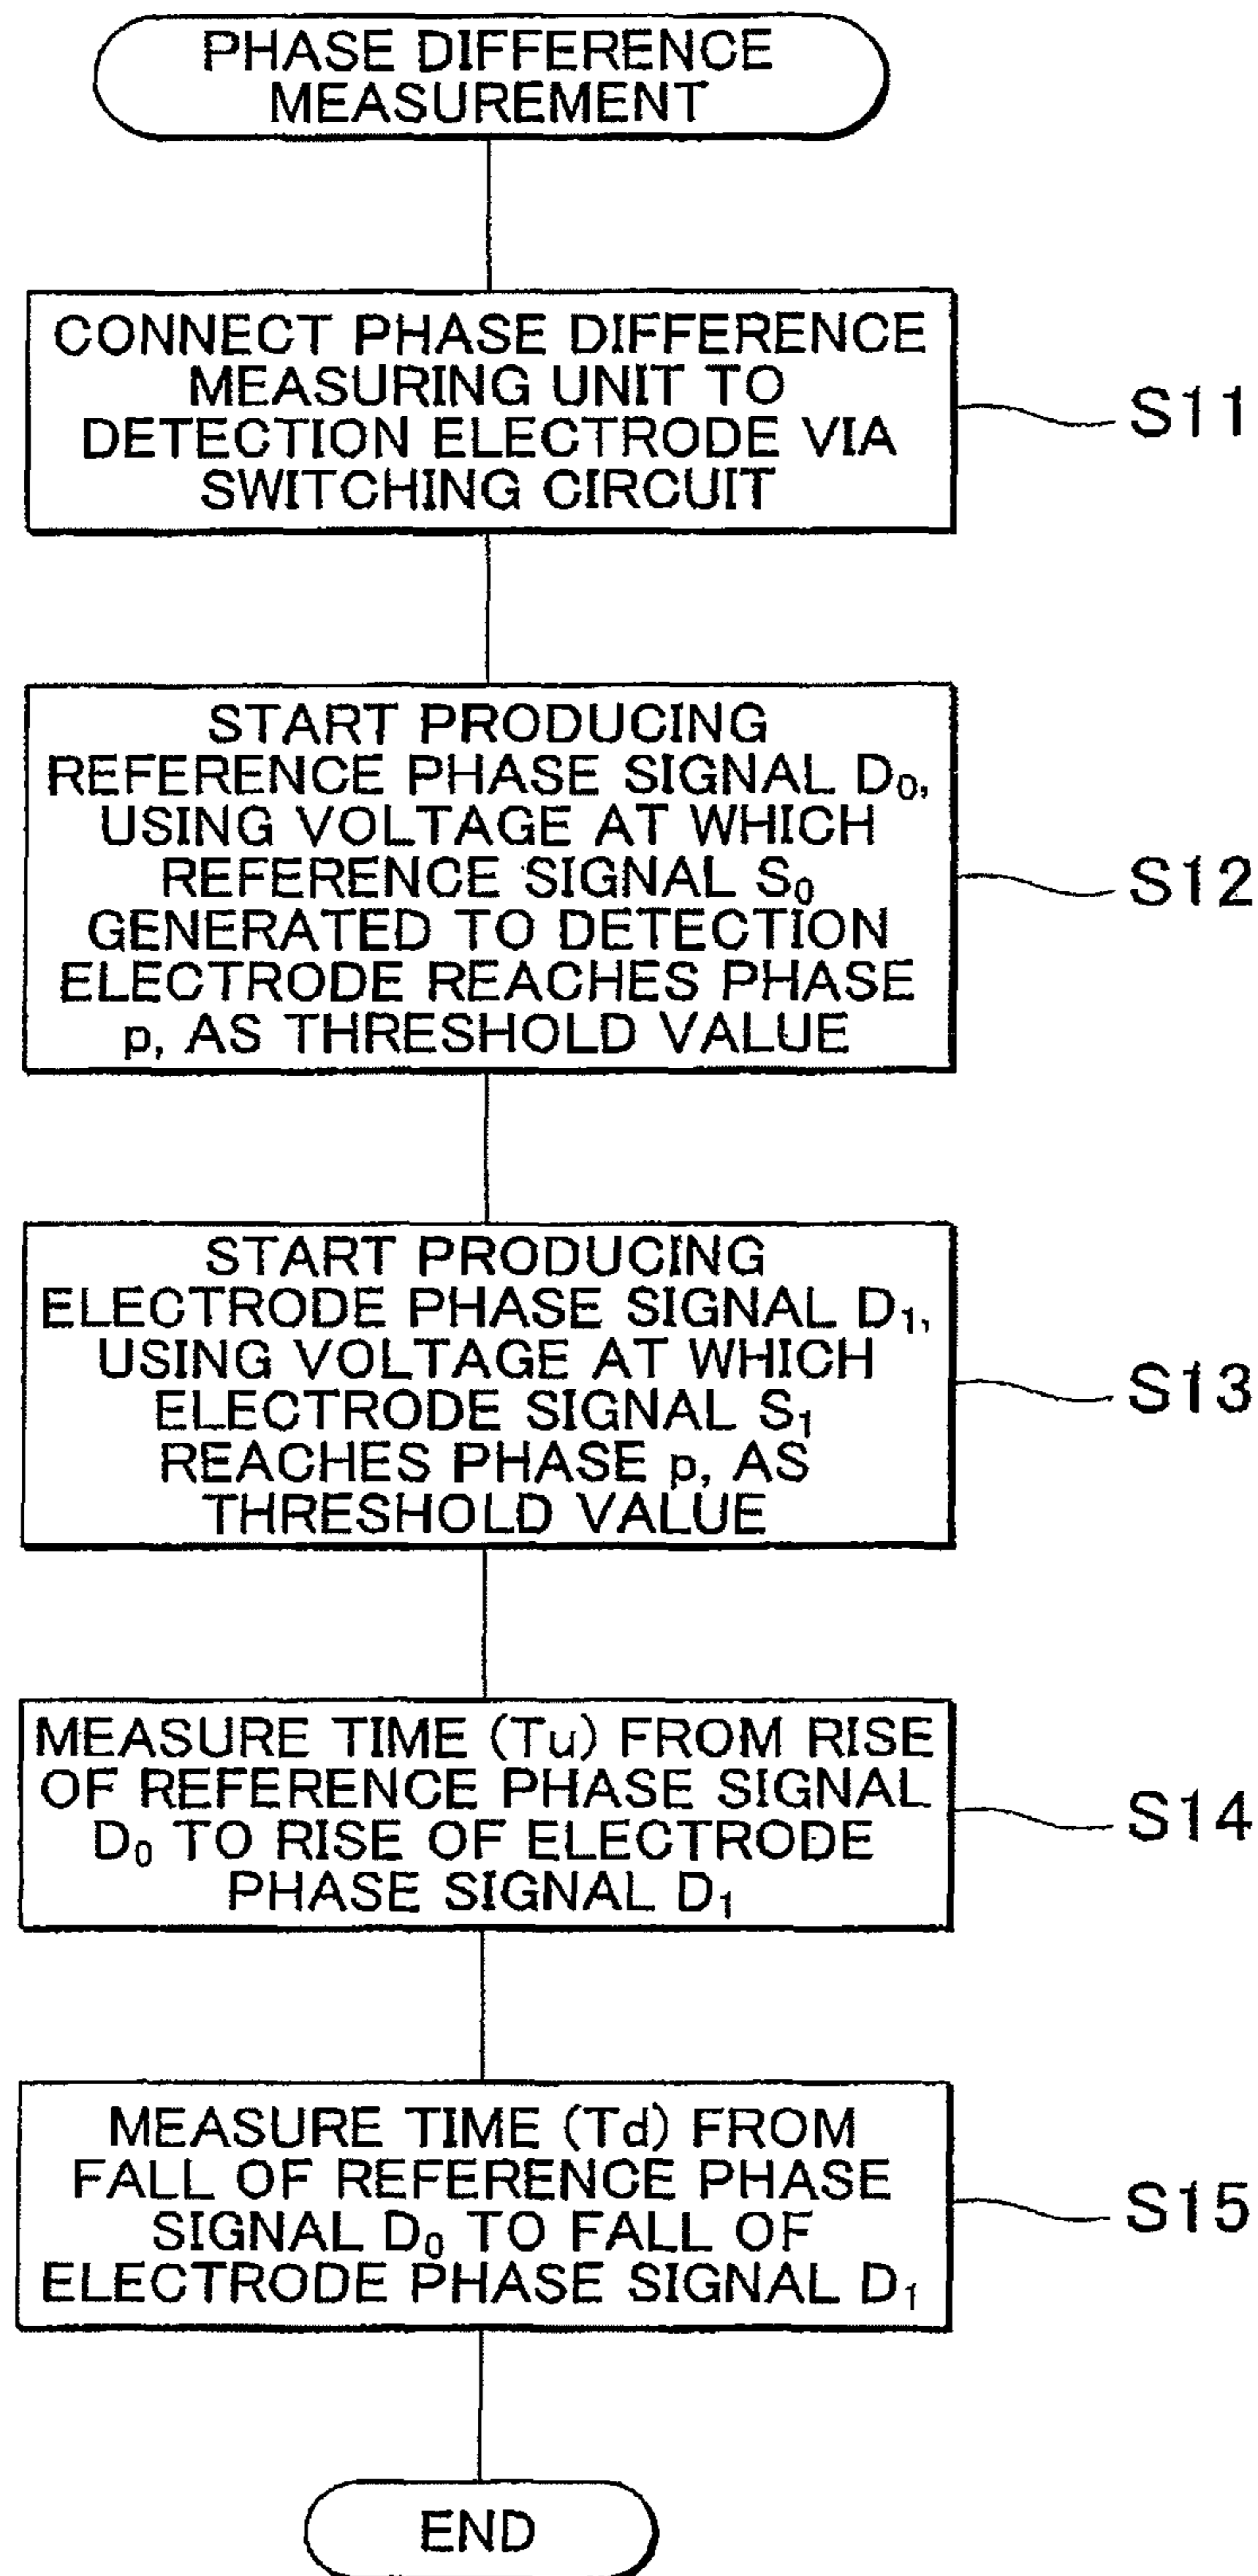 PHASE DIFFERENCE
MEASUREMENT
CONNECT PHASE DIFFERENCE
MEASURING UNIT TO
DETECTION ELECTRODE VIA
SWITCHING CIRCUIT
S11
START PRODUCING
REFERENCE PHASE SIGNAL D₀,
USING VOLTAGE AT WHICH
REFERENCE SIGNAL S₀
GENERATED TO DETECTION
ELECTRODE REACHES PHASE
p, AS THRESHOLD VALUE
S12
START PRODUCING
ELECTRODE PHASE SIGNAL D₁,
USING VOLTAGE AT WHICH
ELECTRODE SIGNAL S₁
REACHES PHASE p, AS
THRESHOLD VALUE
S13
MEASURE TIME (Tu) FROM RISE
OF REFERENCE PHASE SIGNAL
D₀ TO RISE OF ELECTRODE
PHASE SIGNAL D₁
S14
MEASURE TIME (Td) FROM
FALL OF REFERENCE PHASE
SIGNAL D₀ TO FALL OF
ELECTRODE PHASE SIGNAL D₁
S15
END